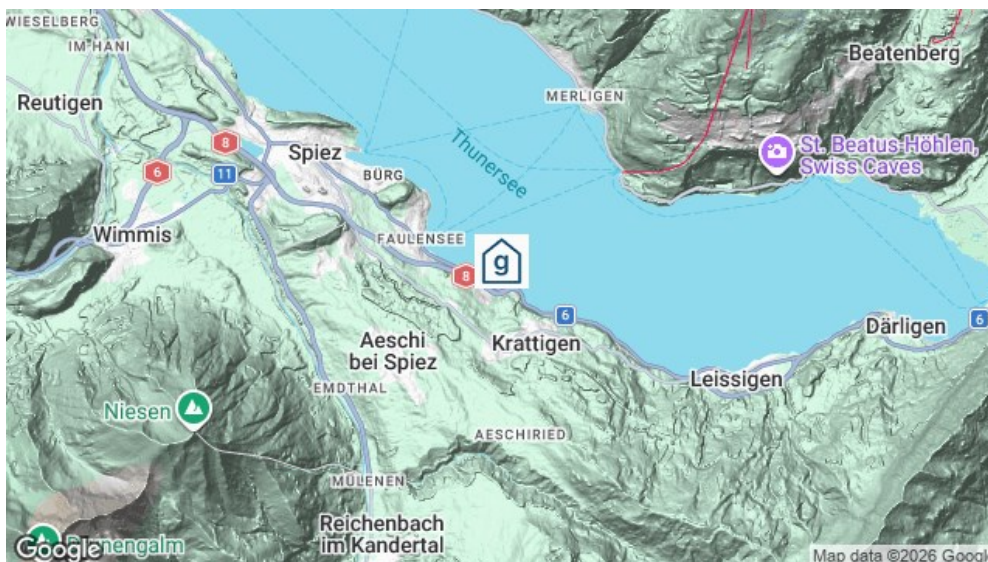 WIESELBERG
IM HANI
Reutigen
8
6
11
Spiez
BÜRG
Wimmis
FAULENSEE
8
g
MERLIGEN
Thunersee
Beatenberg
St. Beatus-Höhlen,
Swiss Caves
6
Krattigen
Därligen
6
Leissigen
Aeschi
bei Spiez
EMDTHAL
Niesen
AESCHIRIED
MÜLENEN
Reichenbach
im Kandertal
Google
Map data ©2026 Google